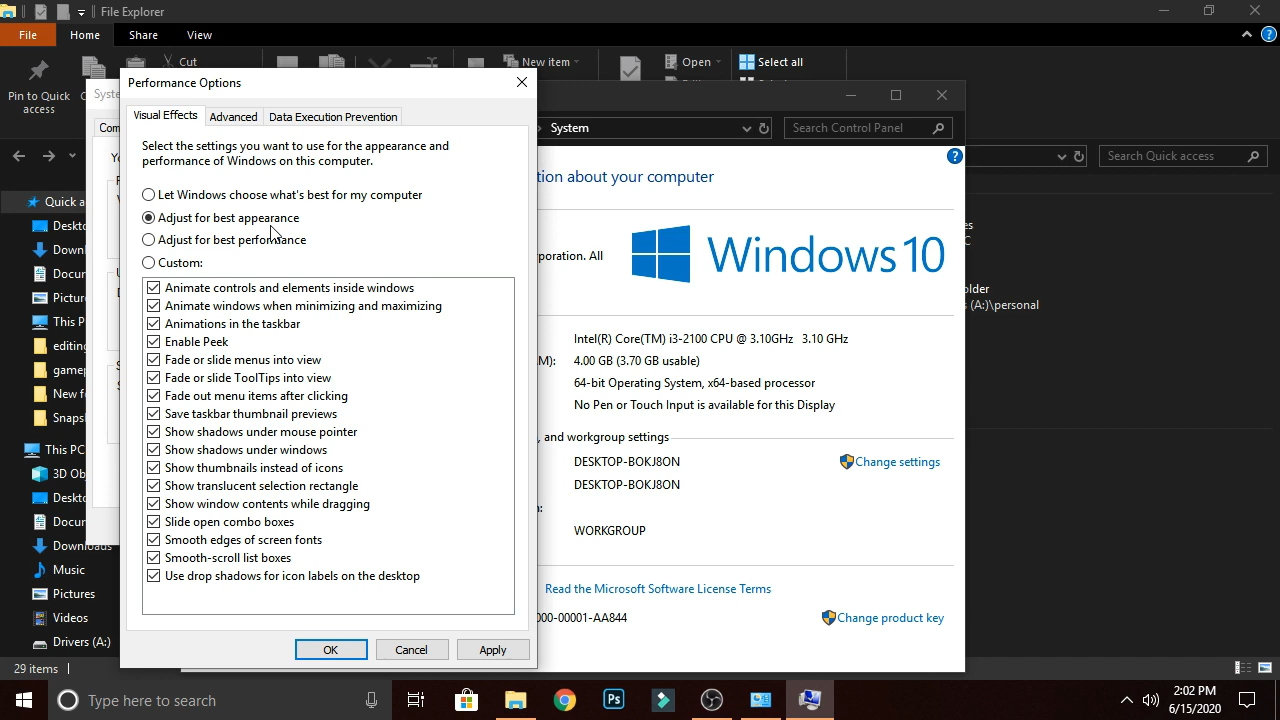 File Explorer
File Home Share View
Cut
New item
Open
Select all
Pin to Quick
access
Performance Options
Syste
Com
Visual Effects Advanced Data Execution Prevention
System
Search Control Panel
Search Quick access
Select the settings you want to use for the appearance and
performance of Windows on this computer.
Let Windows choose what's best for my computer
Adjust for best appearance
Adjust for best performance
Custom:
Animate controls and elements inside windows
Animate windows when minimizing and maximizing
Animations in the taskbar
Enable Peek
Fade or slide menus into view
Fade or slide ToolTips into view
Fade out menu items after clicking
Save taskbar thumbnail previews
Show shadows under mouse pointer
Show shadows under windows
Show thumbnails instead of icons
Show translucent selection rectangle
Show window contents while dragging
Slide open combo boxes
Smooth edges of screen fonts
Smooth-scroll list boxes
Use drop shadows for icon labels on the desktop
OK Cancel Apply
tion about your computer
poration. All
Windows 10
Intel(R) Core(TM) i3-2100 CPU @ 3.10GHz 3.10 GHz
M): 4.00 GB (3.70 GB usable)
64-bit Operating System, x64-based processor
No Pen or Touch Input is available for this Display
, and workgroup settings
DESKTOP-BOKJ8ON
Change settings
DESKTOP-BOKJ8ON
n:
WORKGROUP
Read the Microsoft Software License Terms
000-00001-AA844
Change product key
es
C
older
(A:)\personal
Quick a
Deskto
Downl
Docur
Picture
This P
editing
gamep
New f
Snaps
This PC
3D Ob
Deskto
Docur
Downloads
Music
Pictures
Videos
Drivers (A:)
29 items
Type here to search
Ps
2:02 PM
6/15/2020